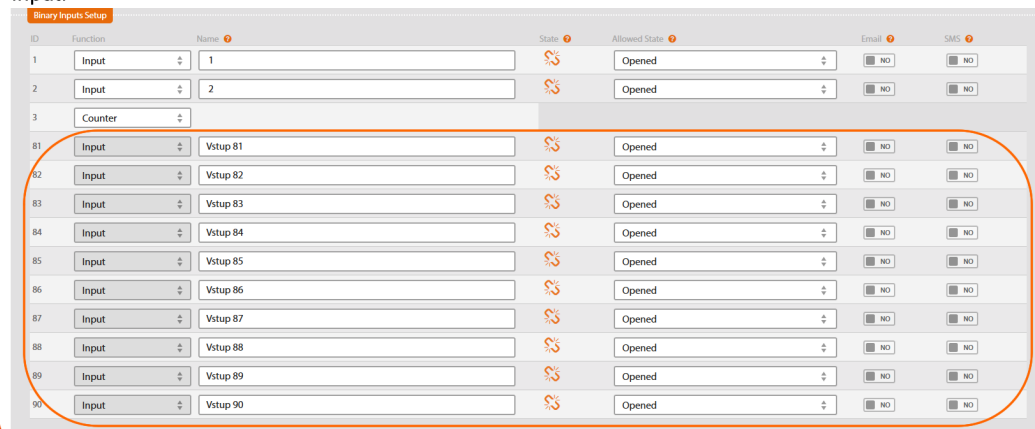 input.
Binary Inputs Setup
ID Function Name State Allowed State Email SMS
1 Input 1 Opened NO NO
2 Input 2 Opened NO NO
3 Counter
81 Input Vstup 81 Opened NO NO
82 Input Vstup 82 Opened NO NO
83 Input Vstup 83 Opened NO NO
84 Input Vstup 84 Opened NO NO
85 Input Vstup 85 Opened NO NO
86 Input Vstup 86 Opened NO NO
87 Input Vstup 87 Opened NO NO
88 Input Vstup 88 Opened NO NO
89 Input Vstup 89 Opened NO NO
90 Input Vstup 90 Opened NO NO